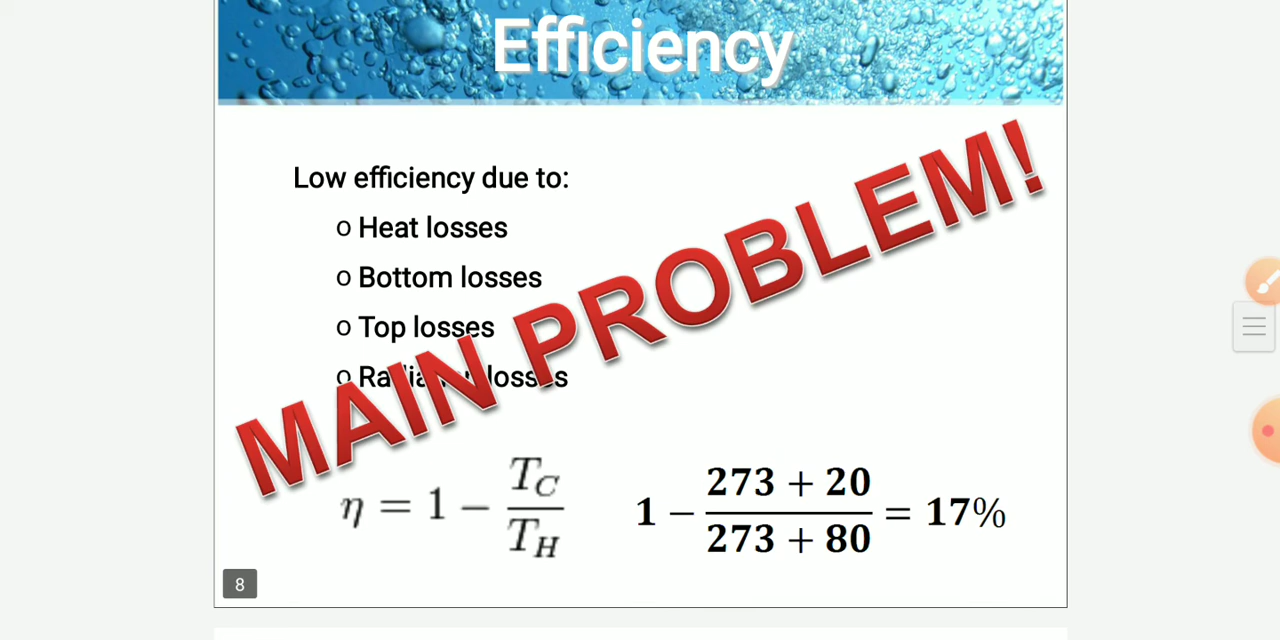 Efficiency
Low efficiency due to:
o Heat losses
o Bottom losses
o Top losses
o Radiation losses
MAIN PROBLEM!
η = 1 − T_C / T_H
1 − (273 + 20) / (273 + 80) = 17%
8